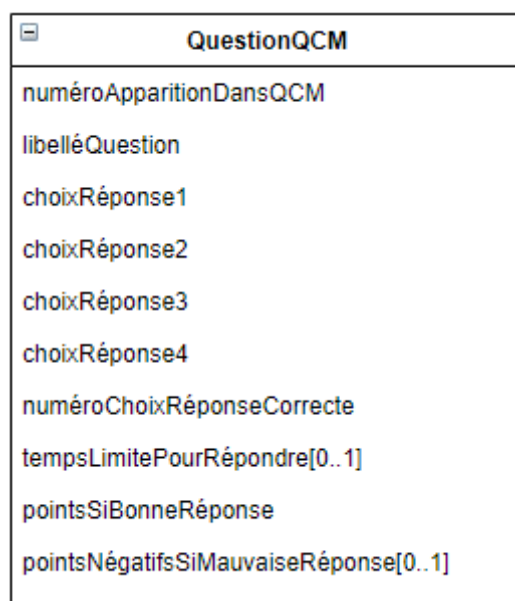 QuestionQCM
numéroApparitionDansQCM
libelléQuestion
choixRéponse1
choixRéponse2
choixRéponse3
choixRéponse4
numéroChoixRéponseCorrecte
tempsLimitePourRépondre[0..1]
pointsSiBonneRéponse
pointsNégatifsSiMauvaiseRéponse[0..1]